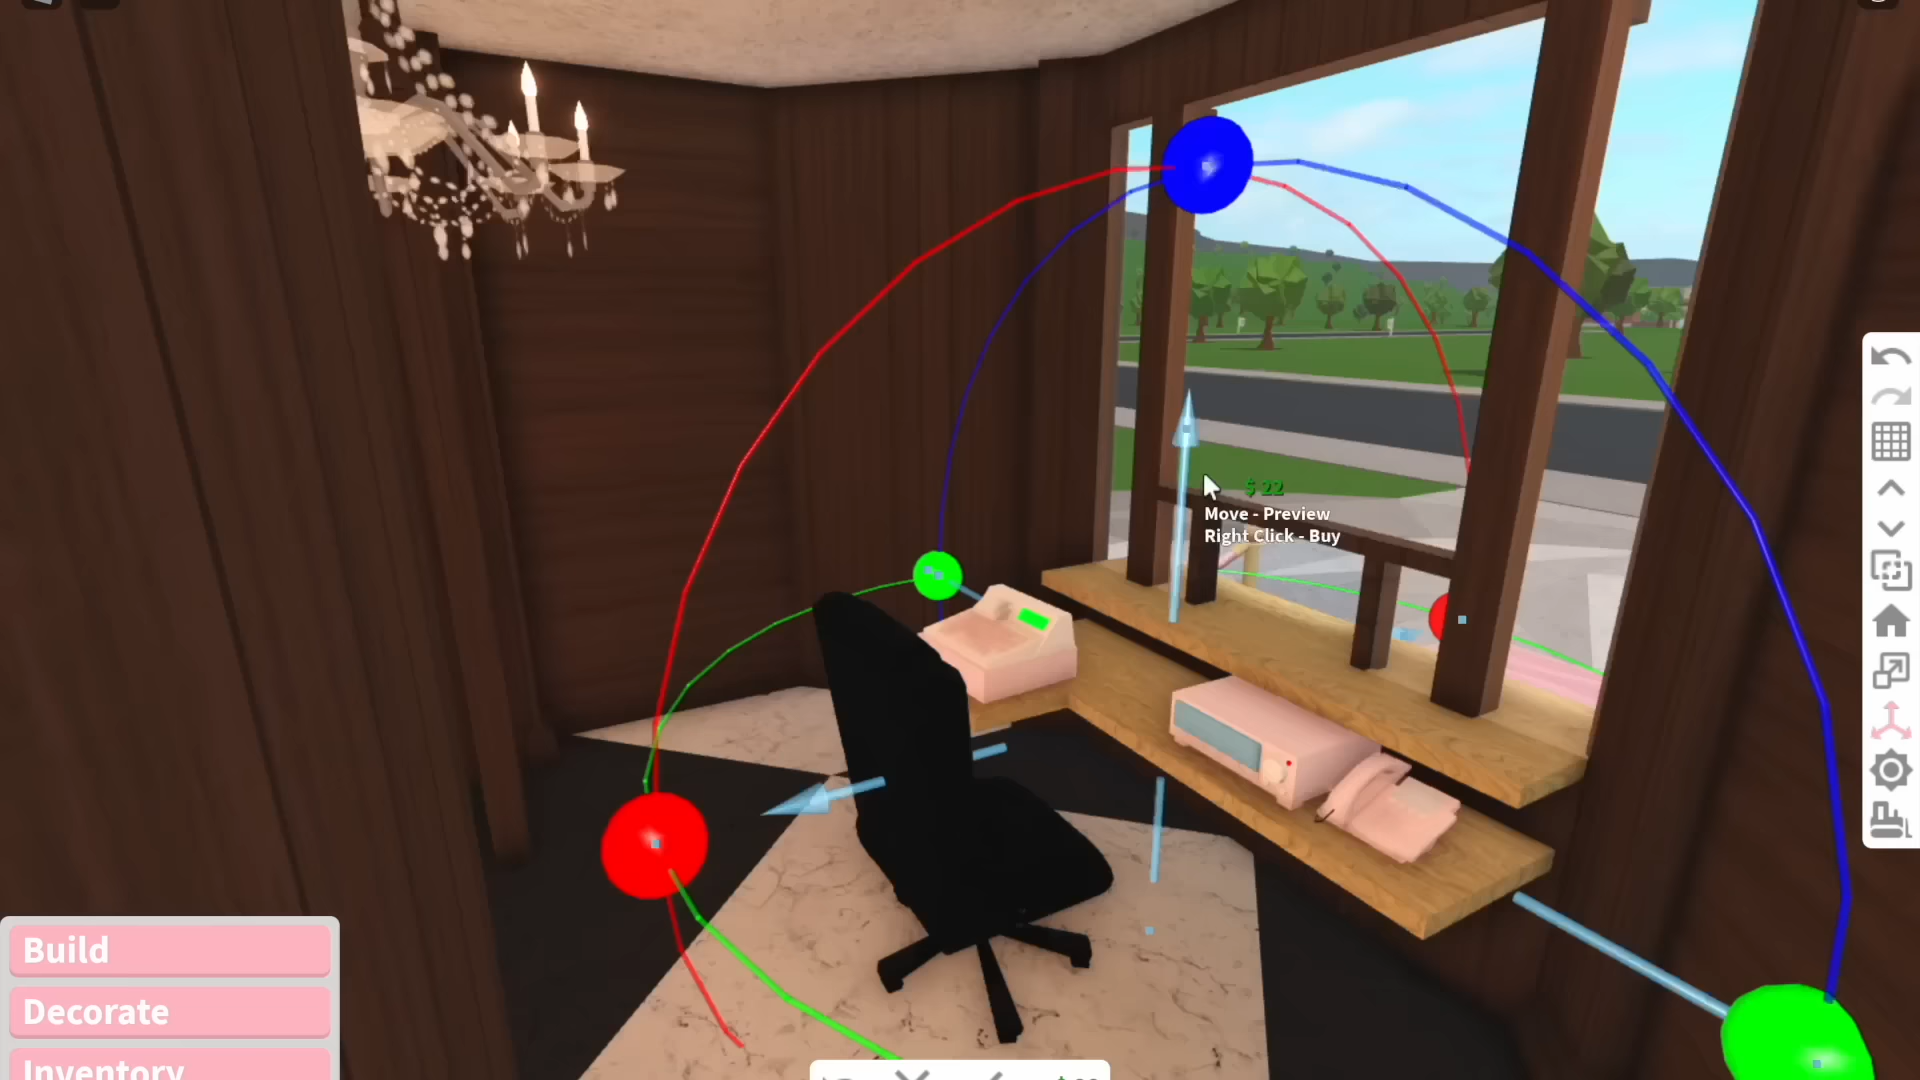 $ 22
Move - Preview
Right Click - Buy
Build
Decorate
Inventory